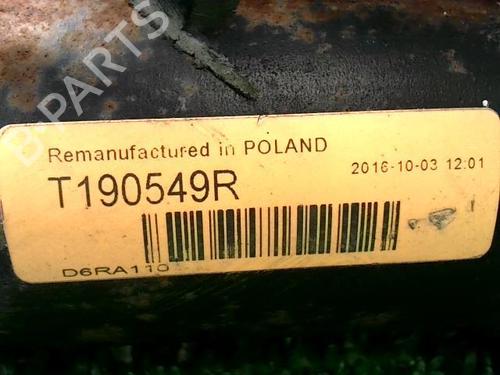 B-PARTS
Remanufactured in POLAND
2016-10-03 12:01
T190549R
D6RA110